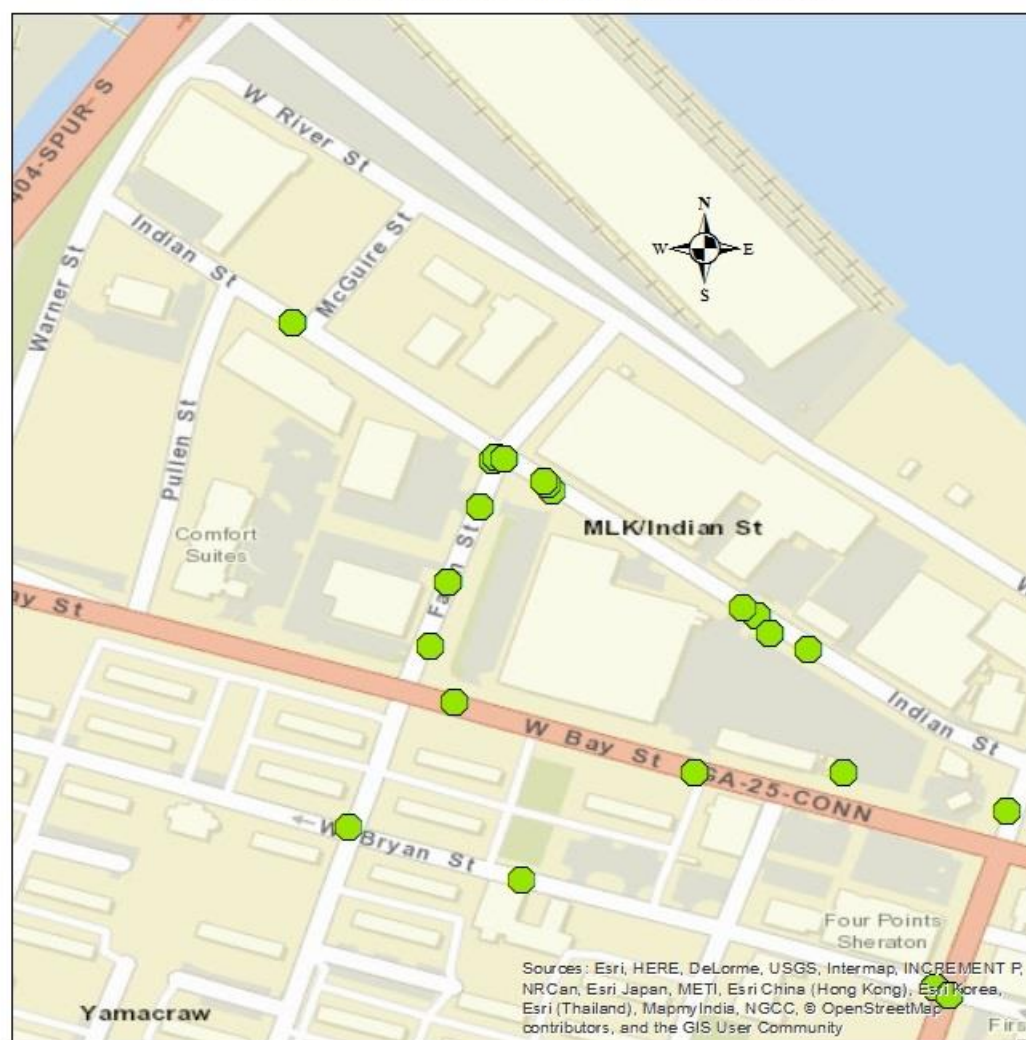 404-SPUR-S
W River St
N
W E
S
Indian St
McGuire St
Warner St
Pullen St
MLK/Indian St
Comfort
Suites
St
St
W Bay St
Indian St
GA-25-CONN
W Bryan St
Four Points
Sheraton
Sources: Esri, HERE, DeLorme, USGS, Intermap, INCREMENT P,
NRCan, Esri Japan, METI, Esri China (Hong Kong), Esri Korea,
Esri (Thailand), MapmyIndia, NGCC, © OpenStreetMap
contributors, and the GIS User Community
Yamacraw